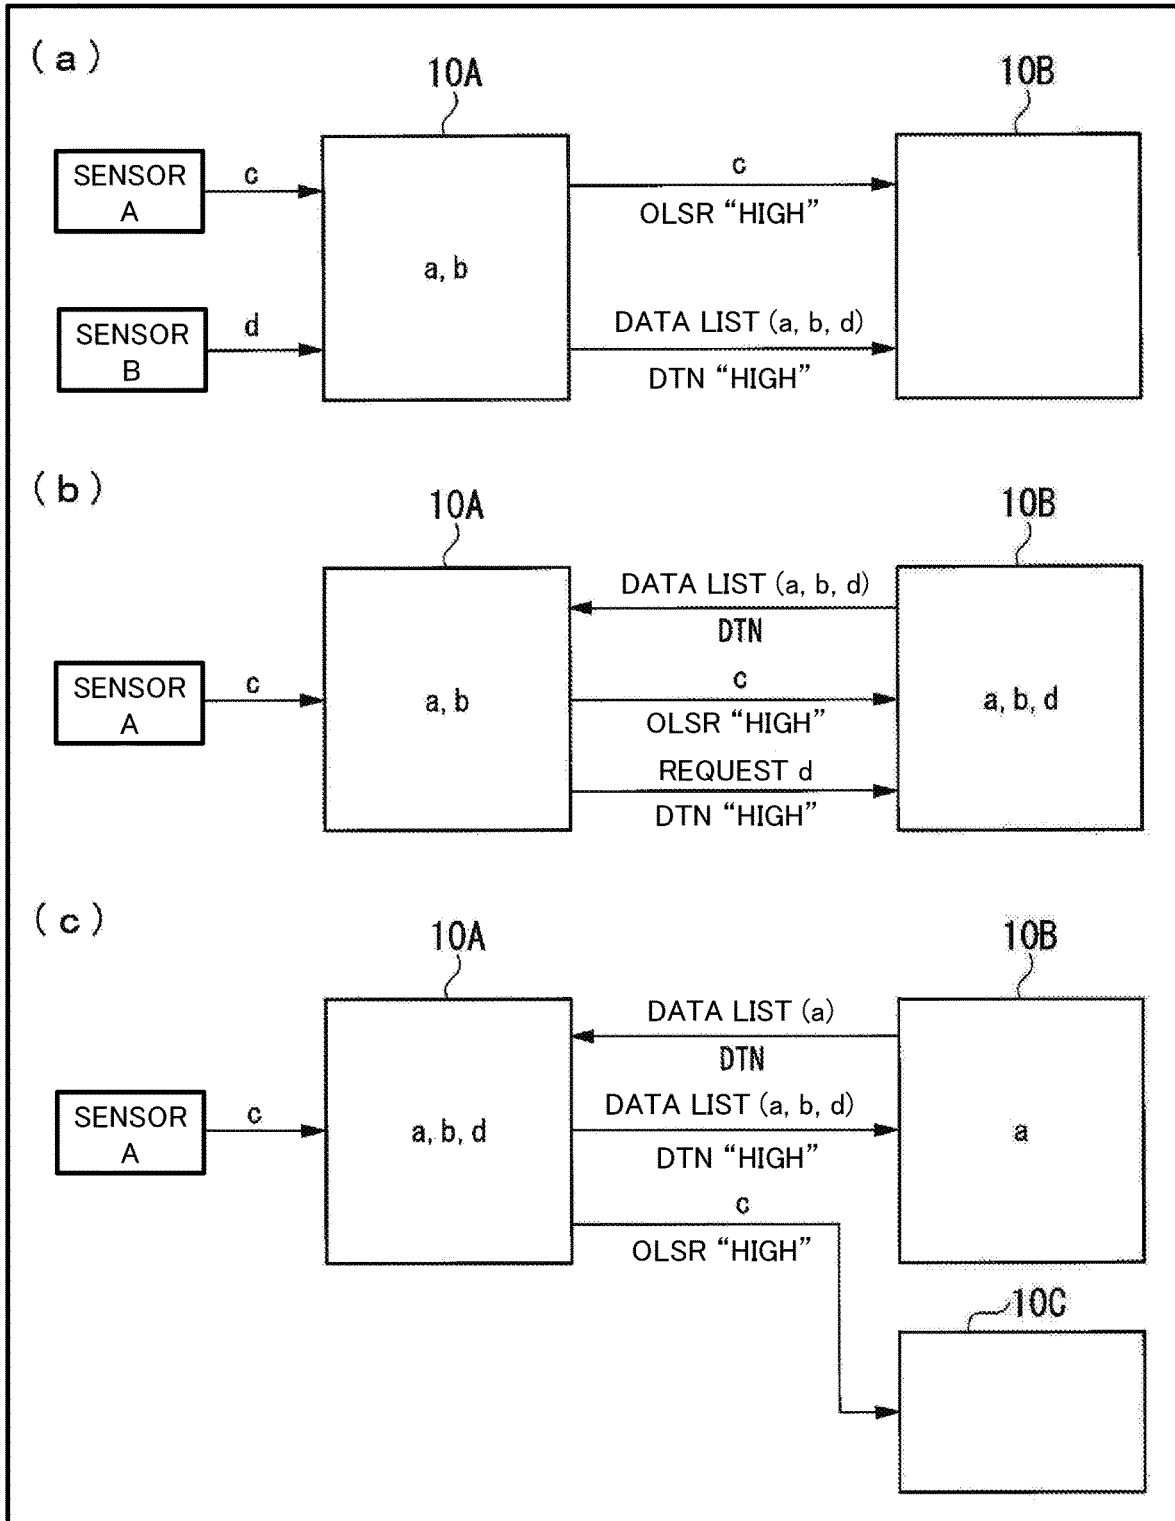 (a)
10A
10B
SENSOR
A
c
c
OLSR “HIGH”
a, b
SENSOR
B
d
DATA LIST (a, b, d)
DTN “HIGH”
(b)
10A
10B
DATA LIST (a, b, d)
DTN
SENSOR
A
c
a, b
c
OLSR “HIGH”
a, b, d
REQUEST d
DTN “HIGH”
(c)
10A
10B
DATA LIST (a)
DTN
SENSOR
A
c
a, b, d
DATA LIST (a, b, d)
DTN “HIGH”
a
c
OLSR “HIGH”
10C